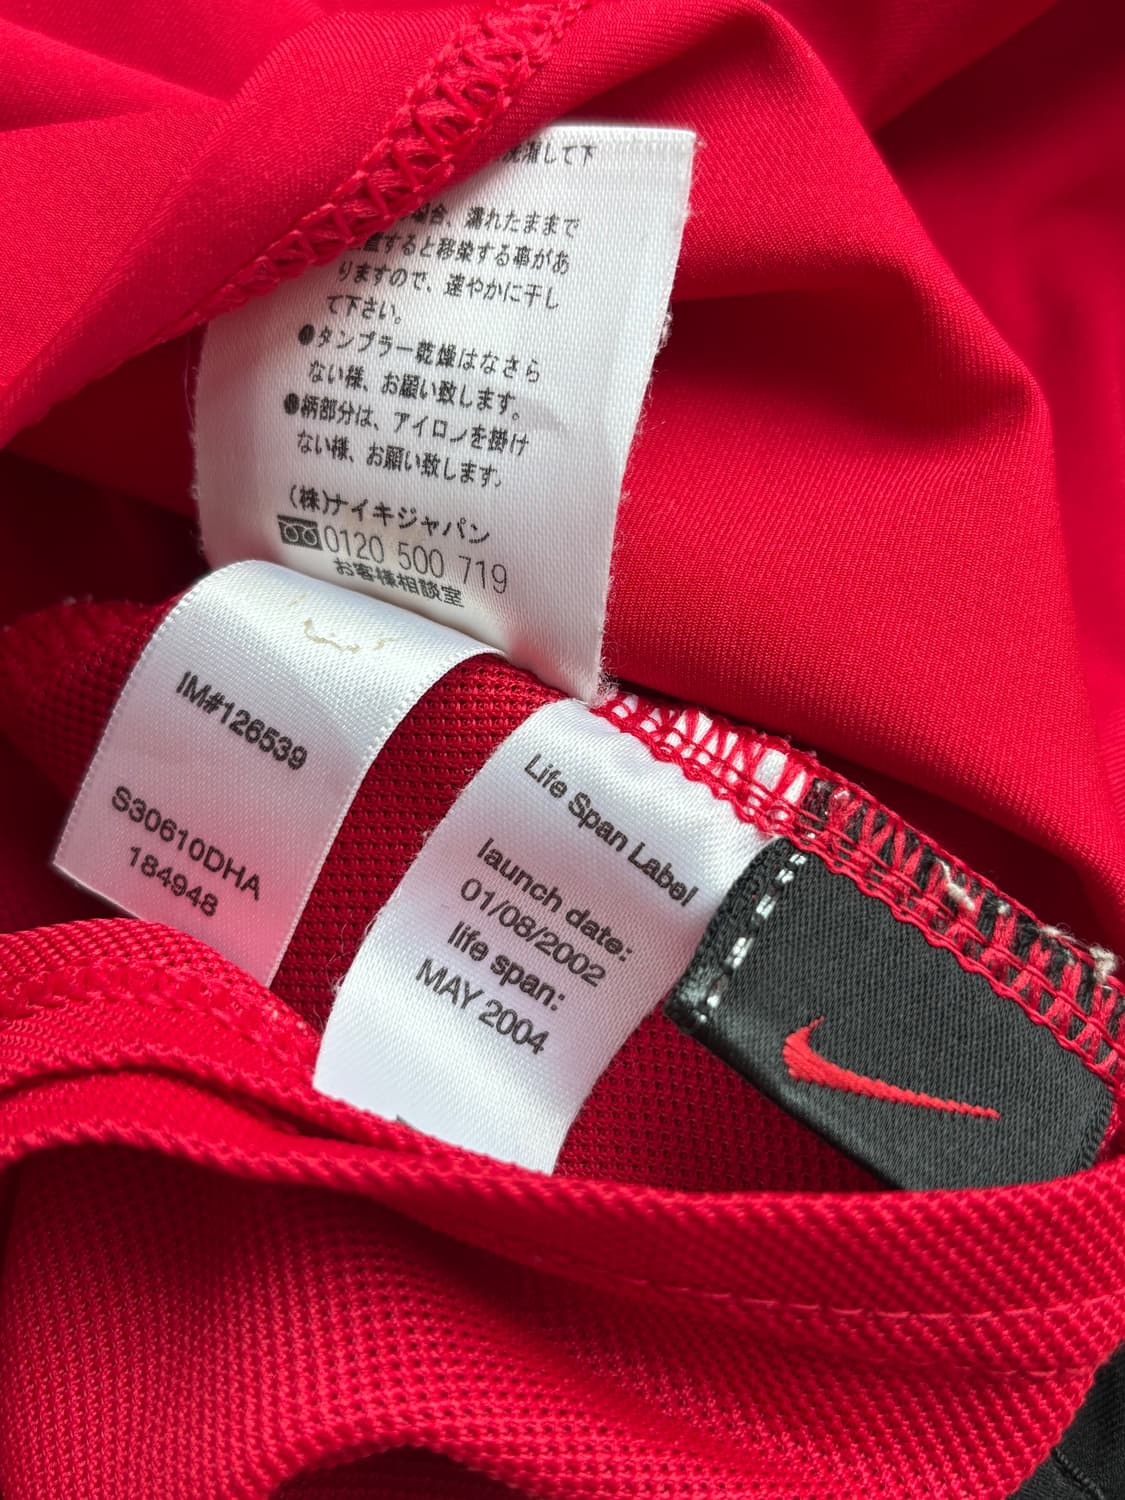 洗濯して下
場合、濡れたままで
置すると移染する事があ
りますので、速やかに干し
て下さい。
●タンブラー乾燥はなさら
ない様、お願い致します。
●柄部分は、アイロンを掛け
ない様、お願い致します。
(株)ナイキジャパン
0120 500 719
お客様相談室
IM#126539
S30610DHA
184948
Life Span Label
launch date:
01/08/2002
life span:
MAY 2004